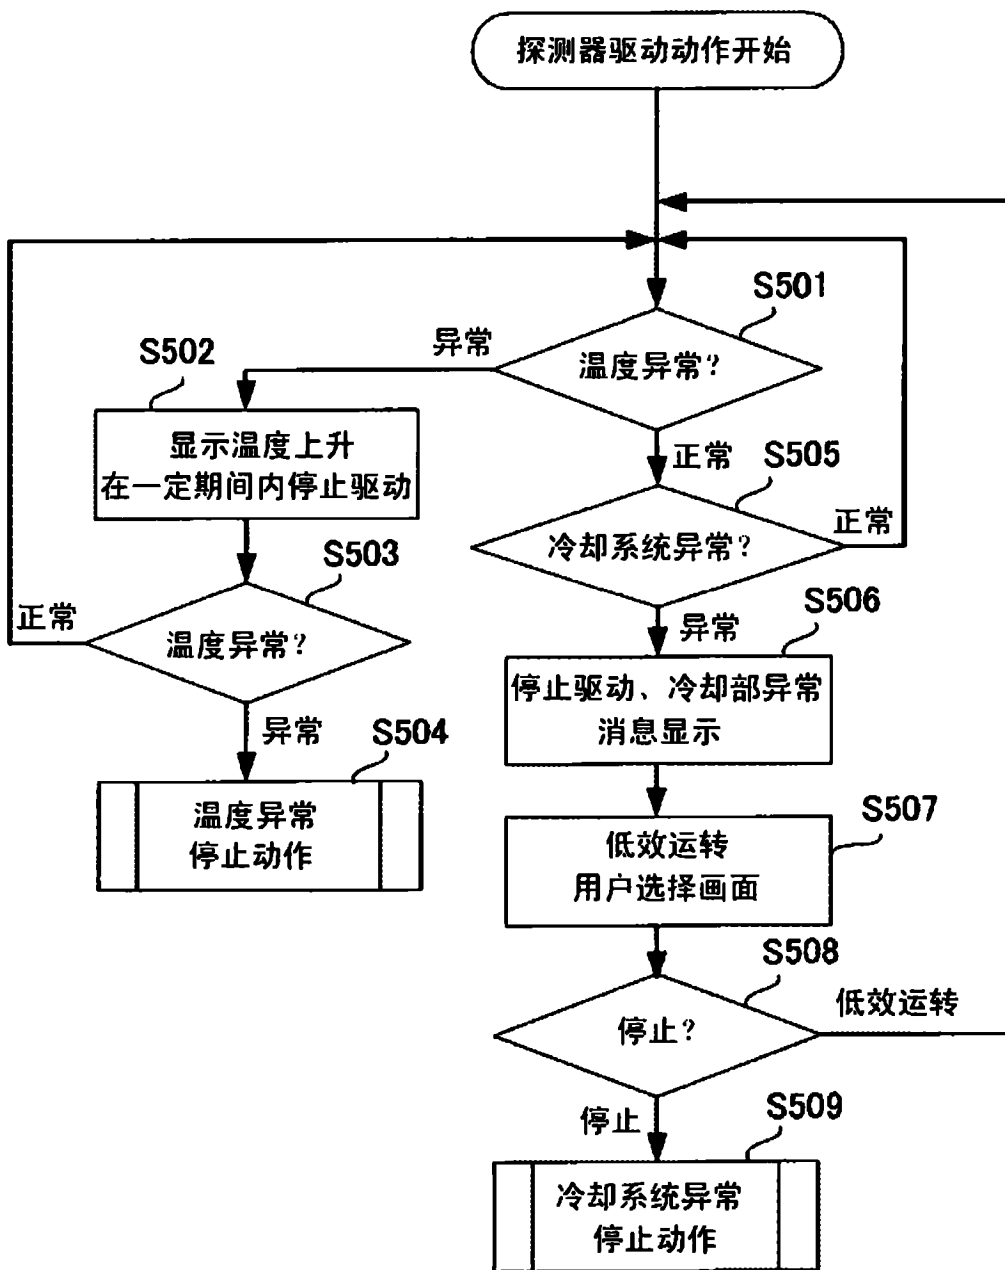 探测器驱动动作开始
S501
温度异常?
异常
正常
S502
显示温度上升
在一定期间内停止驱动
S503
温度异常?
正常
异常
S504
温度异常
停止动作
S505
冷却系统异常?
正常
异常
S506
停止驱动、冷却部异常
消息显示
S507
低效运转
用户选择画面
S508
停止?
低效运转
停止
S509
冷却系统异常
停止动作